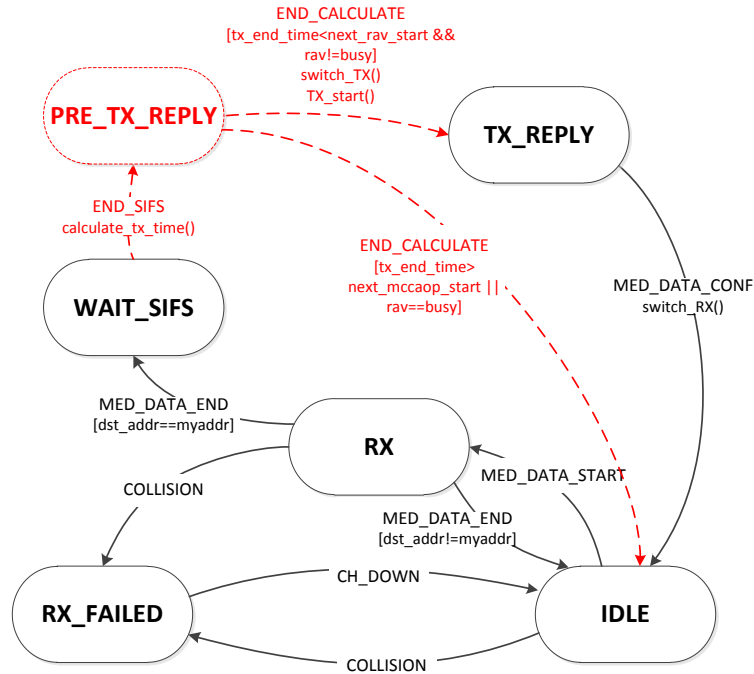 END_CALCULATE
[tx_end_time<next_rav_start &&
rav!=busy]
switch_TX()
TX_start()
PRE_TX_REPLY
TX_REPLY
END_SIFS
calculate_tx_time()
END_CALCULATE
[tx_end_time>
next_mccaop_start ||
rav==busy]
MED_DATA_CONF
switch_RX()
WAIT_SIFS
MED_DATA_END
[dst_addr==myaddr]
RX
MED_DATA_START
COLLISION
MED_DATA_END
[dst_addr!=myaddr]
CH_DOWN
RX_FAILED
IDLE
COLLISION